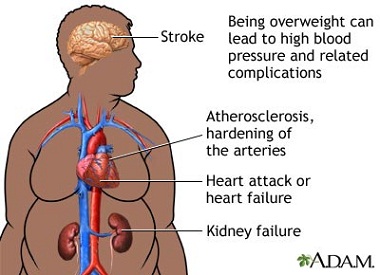 Stroke
Being overweight can
lead to high blood
pressure and related
complications
Atherosclerosis,
hardening of
the arteries
Heart attack or
heart failure
Kidney failure
ADAM.